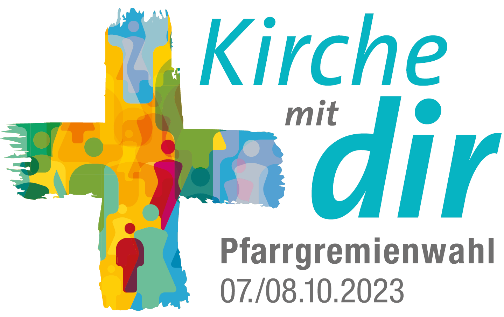 Kirche
mit
dir
Pfarrgremienwahl
07./08.10.2023